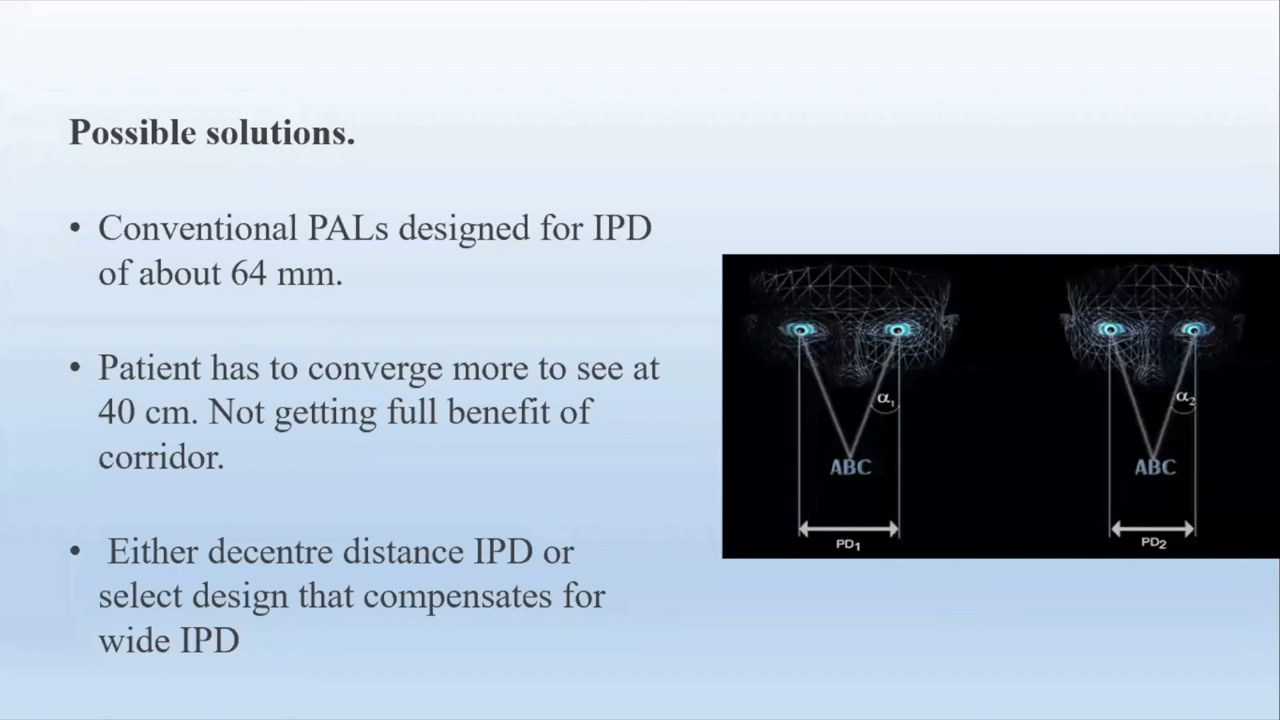 Possible solutions.
• Conventional PALs designed for IPD
of about 64 mm.
• Patient has to converge more to see at
40 cm. Not getting full benefit of
corridor.
• Either decentre distance IPD or
select design that compensates for
wide IPD
α₁
ABC
PD₁
α₂
ABC
PD₂